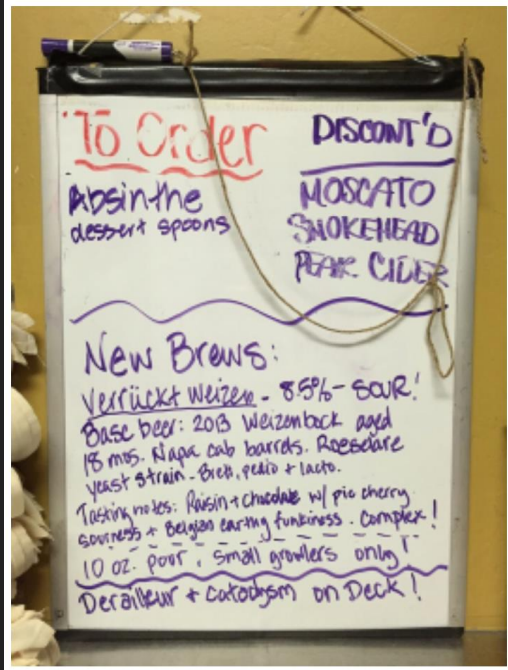 To Order
Absinthe
dessert spoons
DISCONT'D
MOSCATO
SMOKEHEAD
PEAR CIDER
New Brews:
Verrückt Weizen - 8.5% - SOUR!
Base beer: 2013 Weizenbock aged
18 mos. Napa cab barrels. Roeselare
yeast strain - Brett, pedio + lacto.
Tasting notes: Raisin + chocolate w/ pie cherry
sourness + Belgian earthy funkiness. Complex!
10 oz. pour, small growlers only!
Derailleur + Cataclysm on Deck!